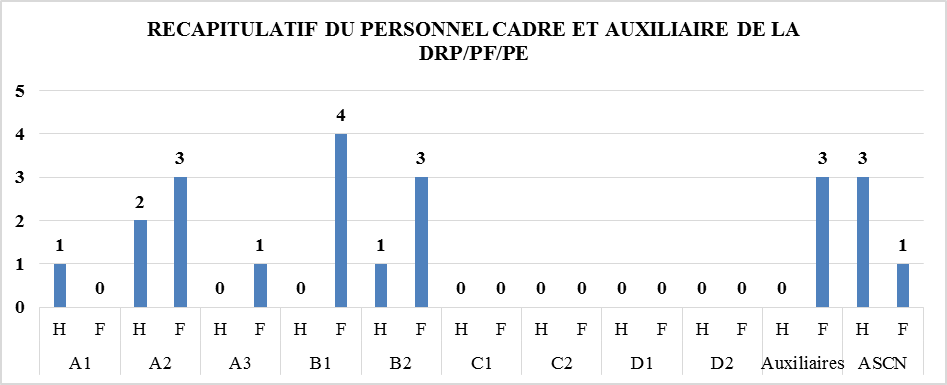 RECAPITULATIF DU PERSONNEL CADRE ET AUXILIAIRE DE LA
DRP/PF/PE
5
4
3
2
1
0
1 0 2 3 0 1 0 4 1 3 0 0 0 0 0 0 0 0 0 3 3 1
H F H F H F H F H F H F H F H F H F H F H F
A1 A2 A3 B1 B2 C1 C2 D1 D2 Auxiliaires ASCN